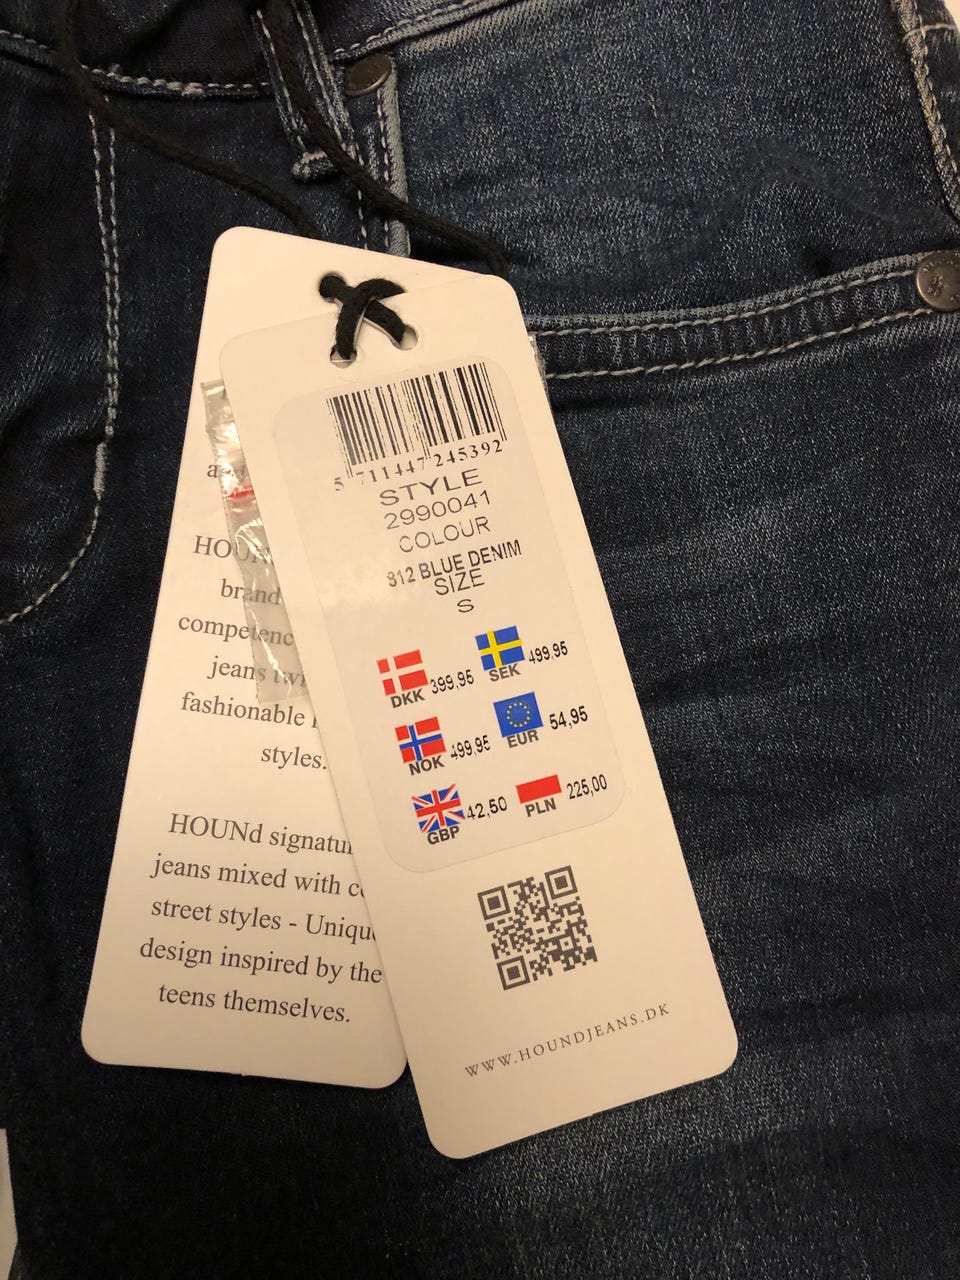 5 711447 245392
STYLE
2990041
COLOUR
812 BLUE DENIM
SIZE
S
DKK 399,95 SEK 499,95
NOK 499,95 EUR 54,95
GBP 42,50 PLN 225,00
WWW.HOUNDJEANS.DK
brand
competenc
jeans
fashionable
styles.
HOUNd signatu
jeans mixed with c
street styles - Uniqu
design inspired by the
teens themselves.